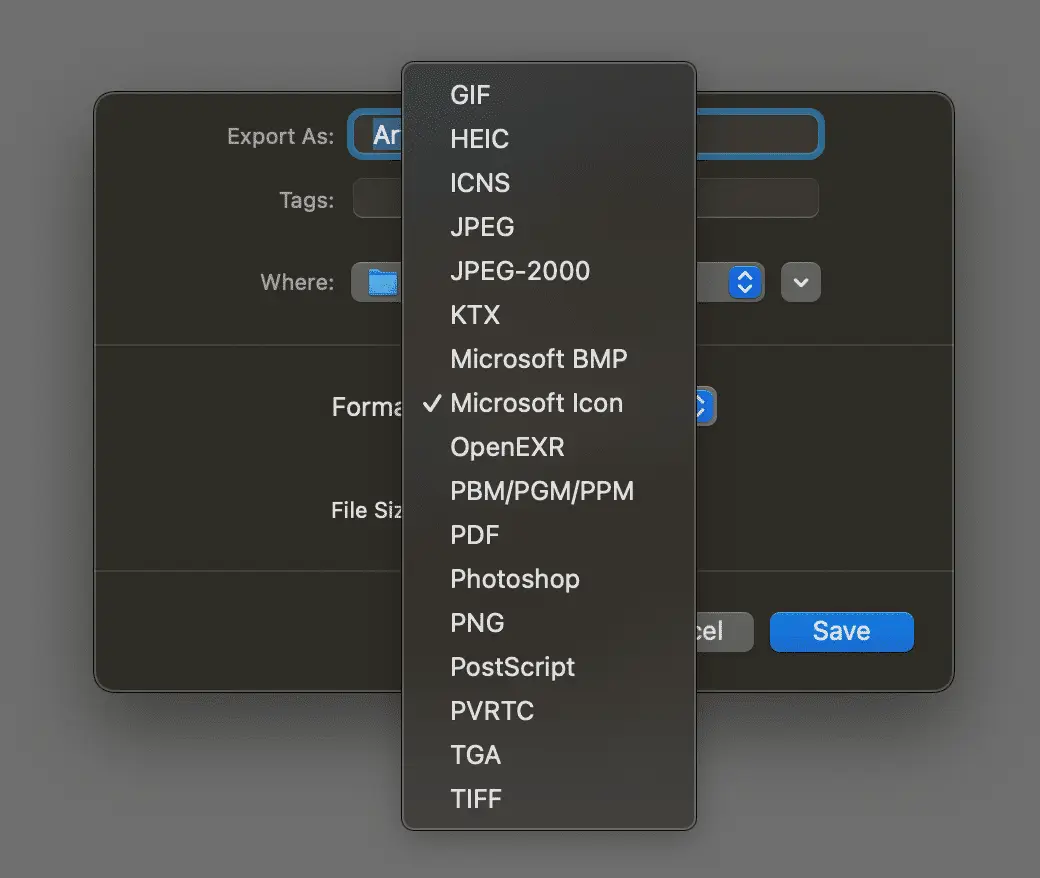 GIF
Export As: Ar
HEIC
ICNS
Tags:
JPEG
JPEG-2000
Where:
KTX
Microsoft BMP
Forma
✓ Microsoft Icon
OpenEXR
PBM/PGM/PPM
File Siz
PDF
Photoshop
PNG
cel
Save
PostScript
PVRTC
TGA
TIFF